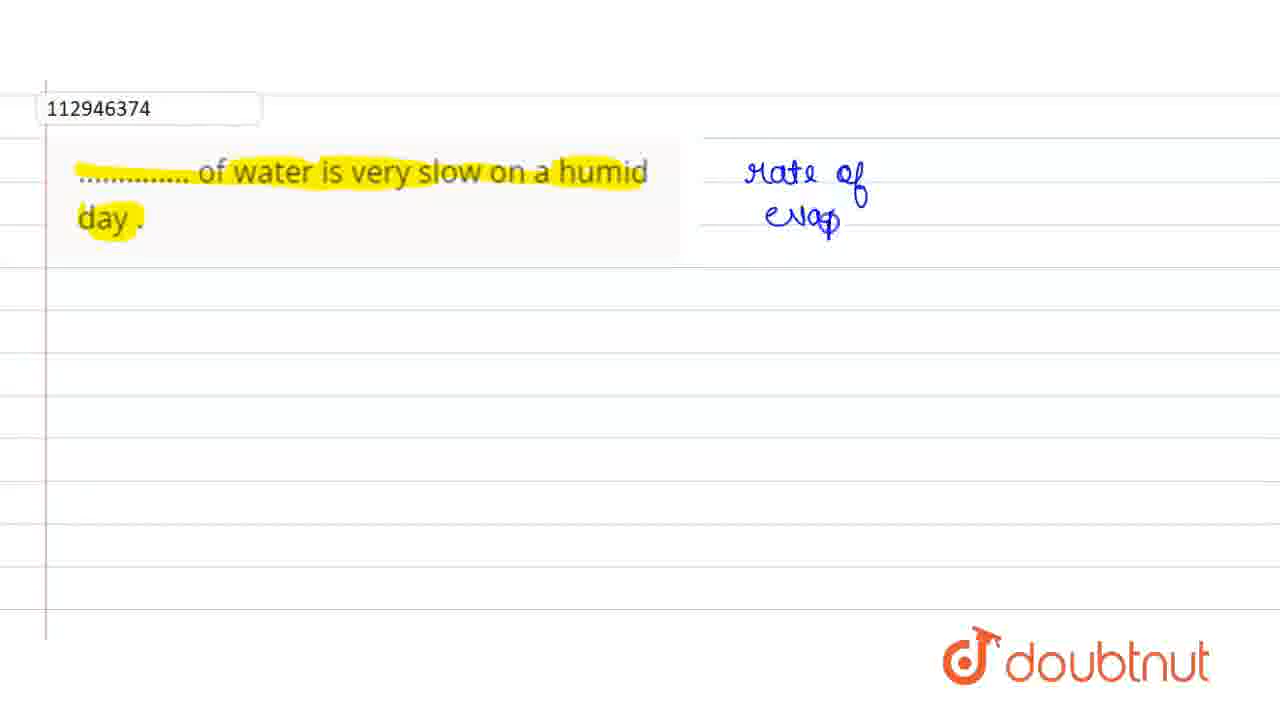 112946374
.............. of water is very slow on a humid
day .
rate of
evap
doubtnut